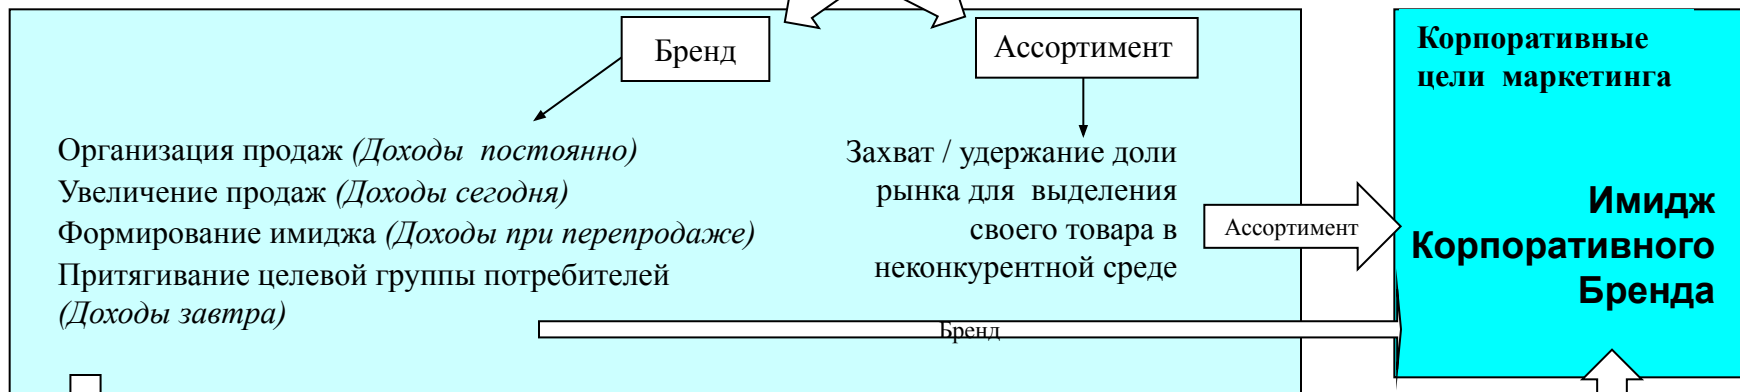 Бренд
Ассортимент
Организация продаж (Доходы постоянно)
Увеличение продаж (Доходы сегодня)
Формирование имиджа (Доходы при перепродаже)
Притягивание целевой группы потребителей
(Доходы завтра)
Захват / удержание доли
рынка для выделения
своего товара в
неконкурентной среде
Ассортимент
Бренд
Корпоративные
цели маркетинга
Имидж
Корпоративного
Бренда